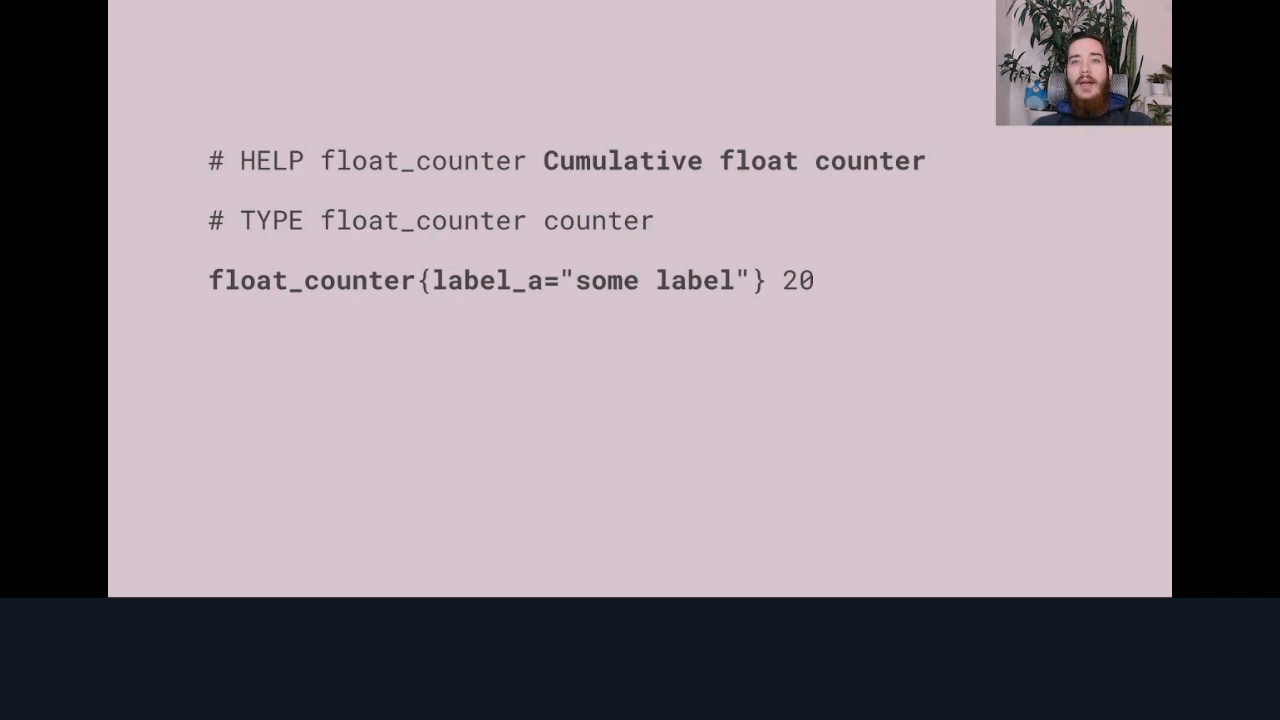 # HELP float_counter Cumulative float counter
# TYPE float_counter counter
float_counter{label_a="some label"} 20